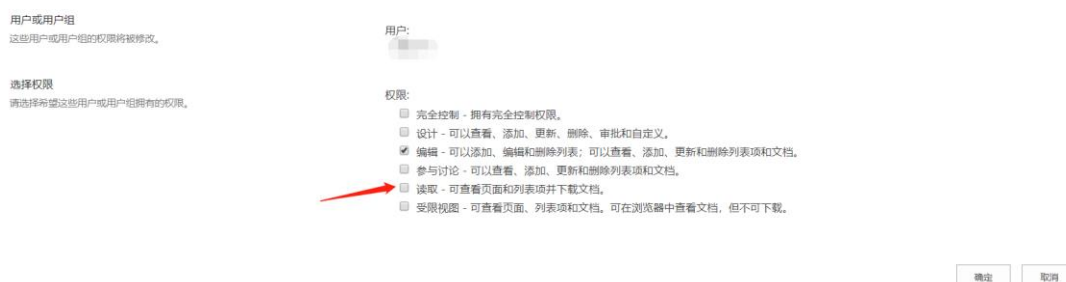 用户或用户组
这些用户或用户组的权限将被修改。
用户:
选择权限
请选择希望这些用户或用户组拥有的权限。
权限:
完全控制 - 拥有完全控制权限。
设计 - 可以查看、添加、更新、删除、审批和自定义。
编辑 - 可以添加、编辑和删除列表；可以查看、添加、更新和删除列表项和文档。
参与讨论 - 可以查看、添加、更新和删除列表项和文档。
读取 - 可查看页面和列表项并下载文档。
受限视图 - 可查看页面、列表项和文档。可在浏览器中查看文档，但不可下载。
确定 取消